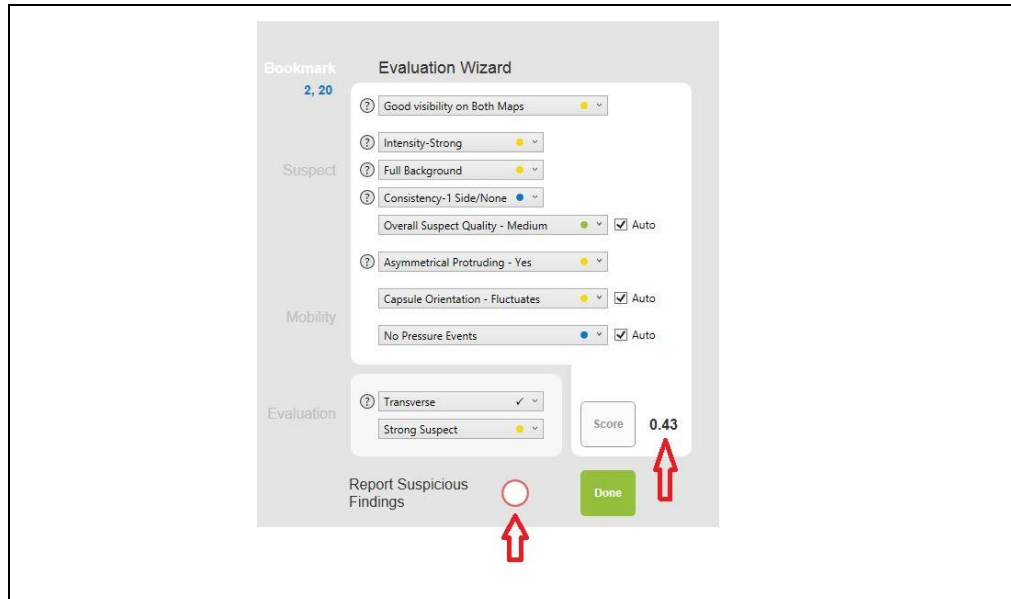 Bookmark
Evaluation Wizard
2, 20
? Good visibility on Both Maps
? Intensity-Strong
Suspect
? Full Background
? Consistency-1 Side/None
Overall Suspect Quality - Medium
Auto
? Asymmetrical Protruding - Yes
Capsule Orientation - Fluctuates
Auto
Mobility
No Pressure Events
Auto
Evaluation
? Transverse
Strong Suspect
Score
0.43
Report Suspicious
Findings
Done